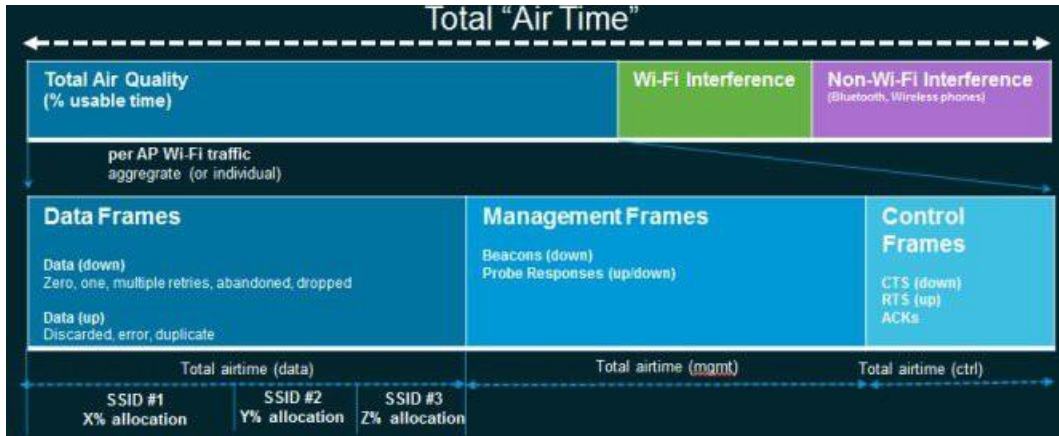 Total “Air Time”
Total Air Quality
(% usable time)
Wi-Fi Interference
Non-Wi-Fi Interference
(Bluetooth, Wireless phones)
per AP Wi-Fi traffic
aggregrate (or individual)
Data Frames
Data (down)
Zero, one, multiple retries, abandoned, dropped
Data (up)
Discarded, error, duplicate
Management Frames
Beacons (down)
Probe Responses (up/down)
Control
Frames
CTS (down)
RTS (up)
ACKs
Total airtime (data)
Total airtime (mgmt)
Total airtime (ctrl)
SSID #1
X% allocation
SSID #2
Y% allocation
SSID #3
Z% allocation